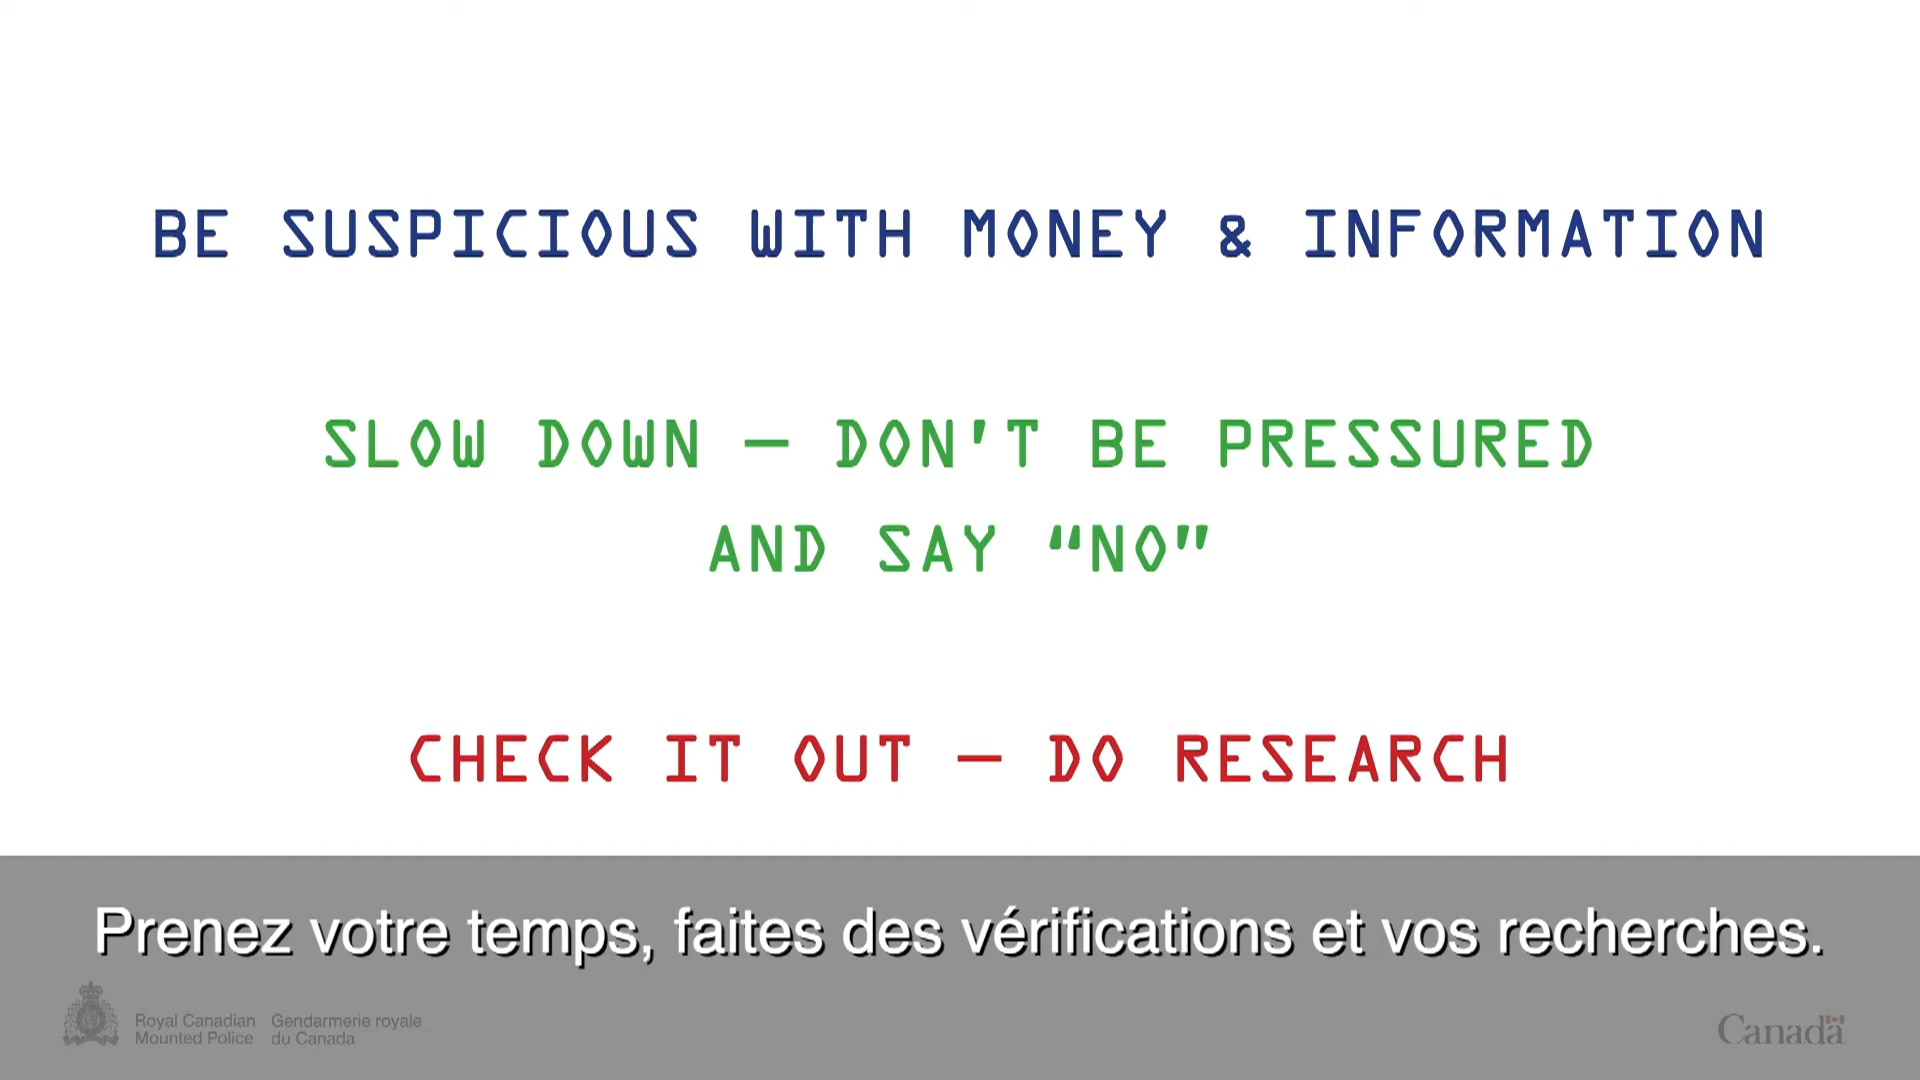 BE SUSPICIOUS WITH MONEY & INFORMATION
SLOW DOWN – DON'T BE PRESSURED
AND SAY “NO”
CHECK IT OUT – DO RESEARCH
Prenez votre temps, faites des vérifications et vos recherches.
Royal Canadian Gendarmerie royale
Mounted Police du Canada
Canada